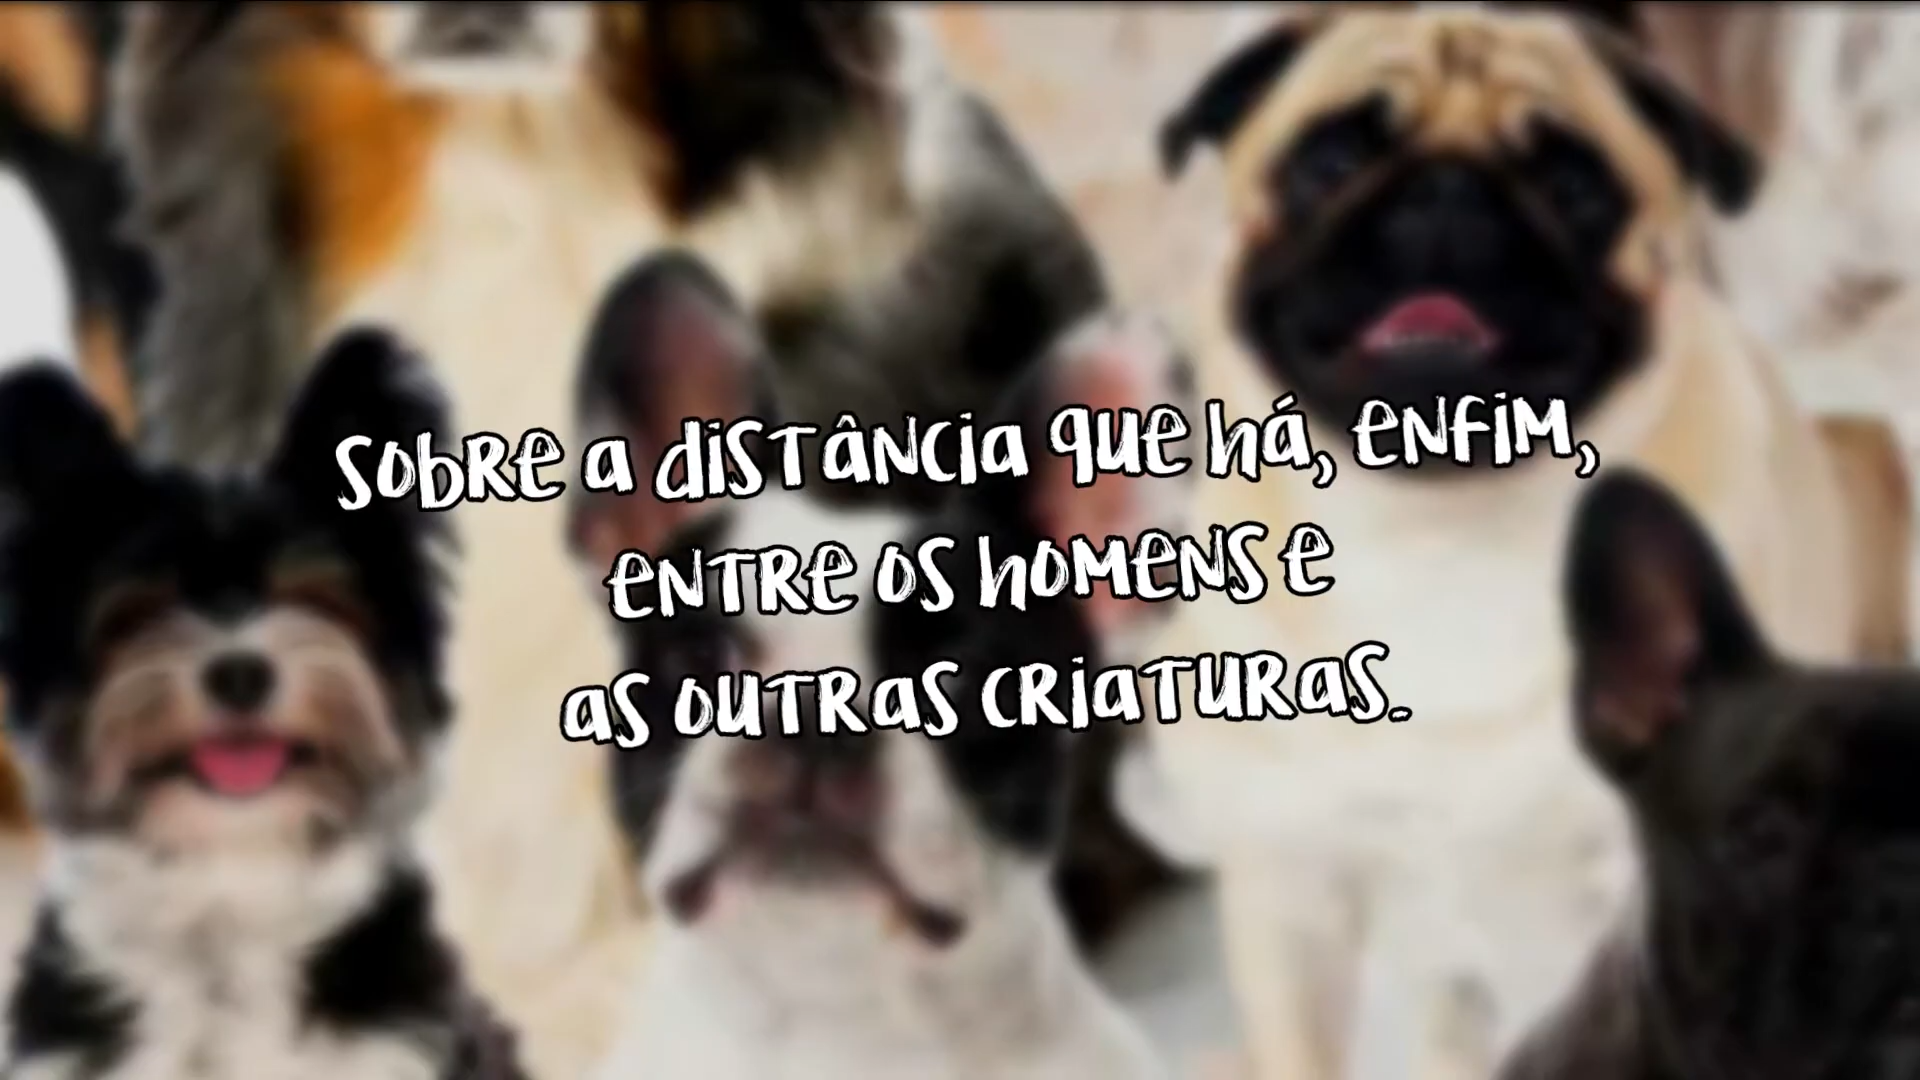 Sobre a distância que há, enfim,
entre os homens e
as outras criaturas.